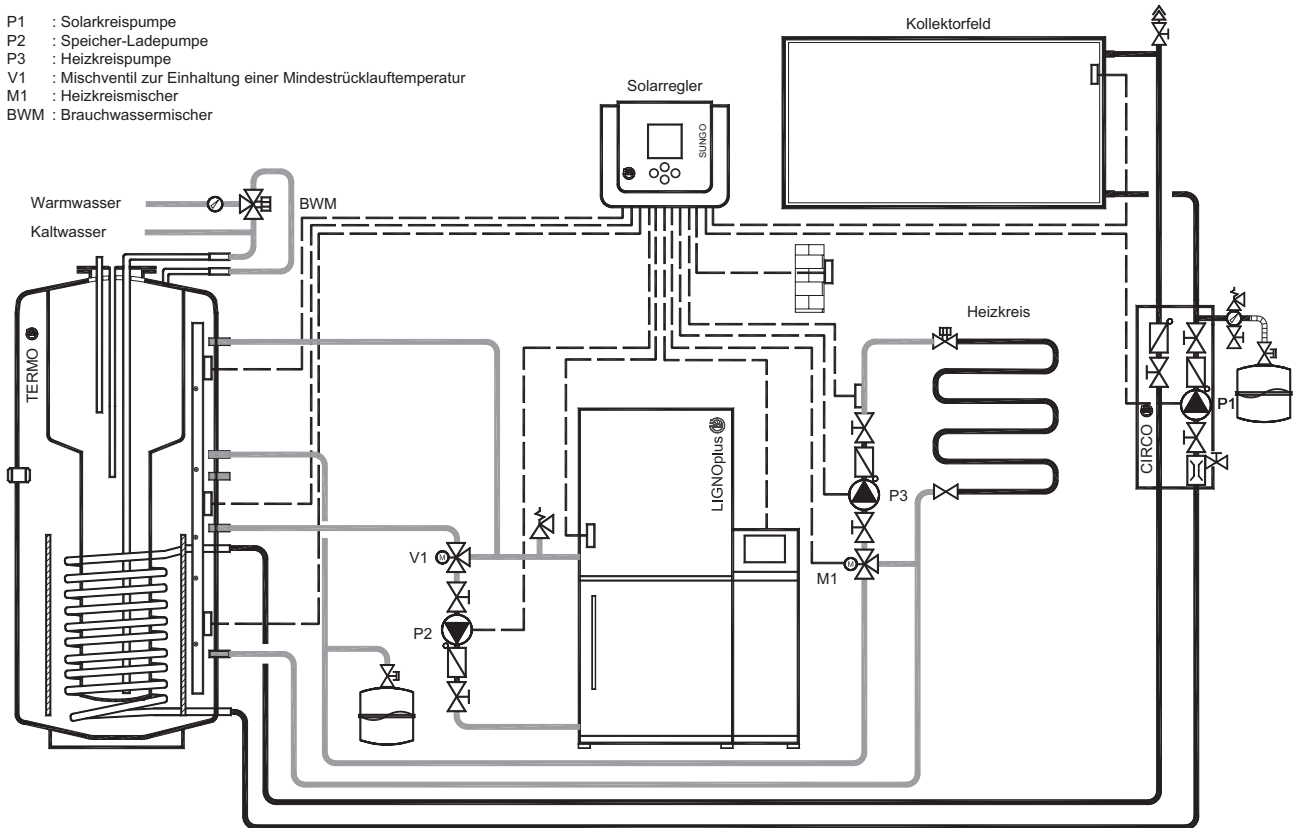 P1 : Solarkreispumpe
P2 : Speicher-Ladepumpe
P3 : Heizkreispumpe
V1 : Mischventil zur Einhaltung einer Mindestrücklauftemperatur
M1 : Heizkreismischer
BWM : Brauchwassermischer
Kollektorfeld
Solarregler
SUNGO
Warmwasser
BWM
Kaltwasser
TERMO
Heizkreis
P1
CIRCO
LIGNOplus
P3
V1
M
M
M1
P2